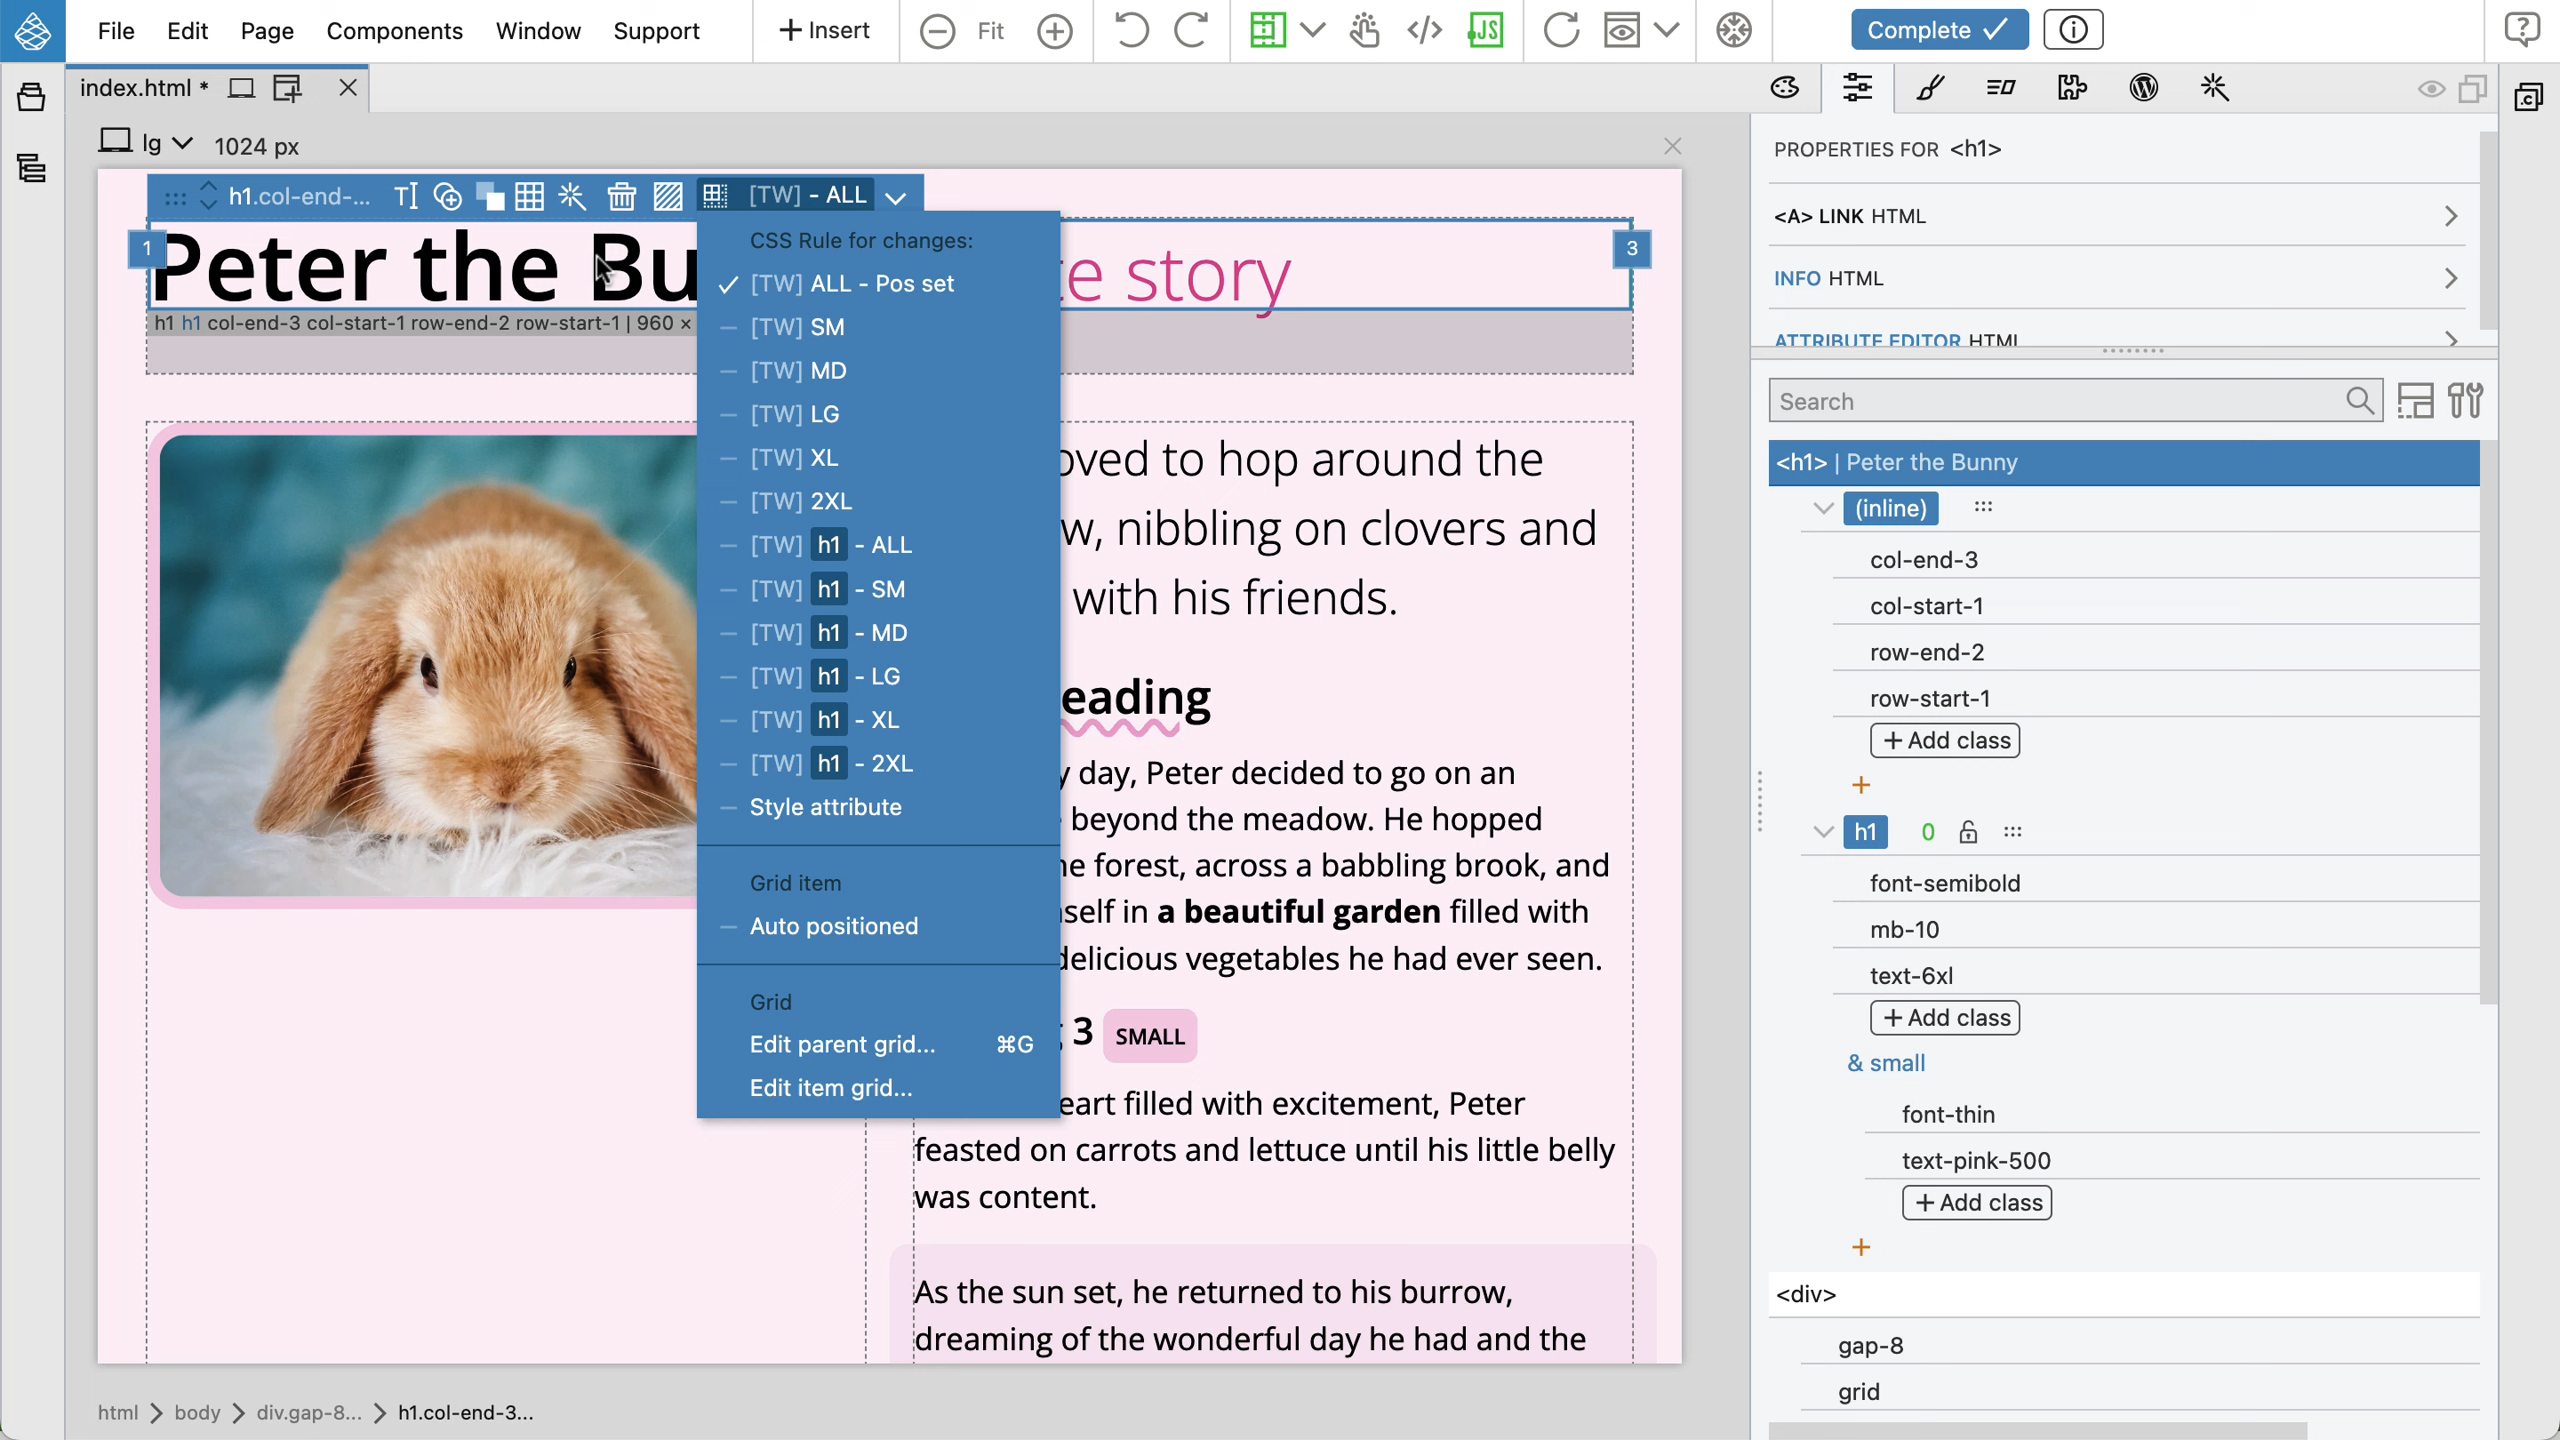 File Edit Page Components Window Support + Insert Fit </> JS Complete
index.html *
lg 1024 px
h1.col-end-... [TW] - ALL
1 Peter the Bu te story 3
h1 h1 col-end-3 col-start-1 row-end-2 row-start-1 | 960 ×
CSS Rule for changes:
[TW] ALL - Pos set
[TW] SM
[TW] MD
[TW] LG
[TW] XL
[TW] 2XL
[TW] h1 - ALL
[TW] h1 - SM
[TW] h1 - MD
[TW] h1 - LG
[TW] h1 - XL
[TW] h1 - 2XL
Style attribute
Grid item
Auto positioned
Grid
Edit parent grid... ⌘G
Edit item grid...
oved to hop around the
w, nibbling on clovers and
with his friends.
eading
y day, Peter decided to go on an
beyond the meadow. He hopped
he forest, across a babbling brook, and
self in a beautiful garden filled with
delicious vegetables he had ever seen.
3 SMALL
eart filled with excitement, Peter
feasted on carrots and lettuce until his little belly
was content.
As the sun set, he returned to his burrow,
dreaming of the wonderful day he had and the
html > body > div.gap-8... > h1.col-end-3...
PROPERTIES FOR <h1>
<A> LINK HTML
INFO HTML
ATTRIBUTE EDITOR HTML
Search
<h1> | Peter the Bunny
(inline)
col-end-3
col-start-1
row-end-2
row-start-1
+ Add class
+
h1 0
font-semibold
mb-10
text-6xl
+ Add class
& small
font-thin
text-pink-500
+ Add class
+
<div>
gap-8
grid